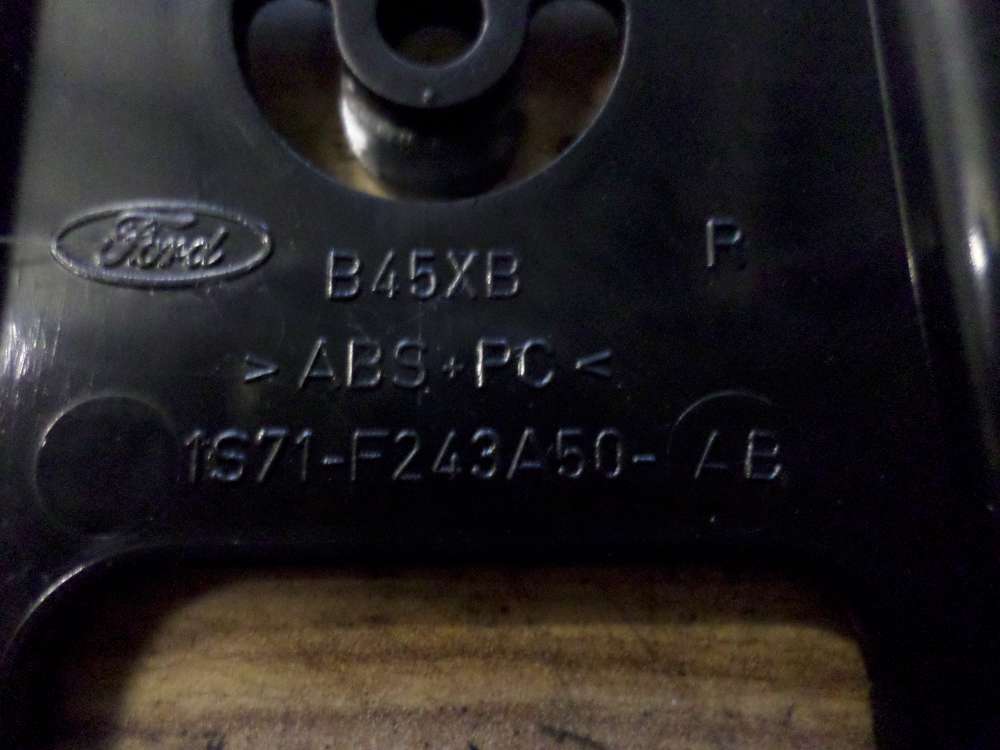 Ford
B45XB R
> ABS+PC <
1S71-F243A50- AB